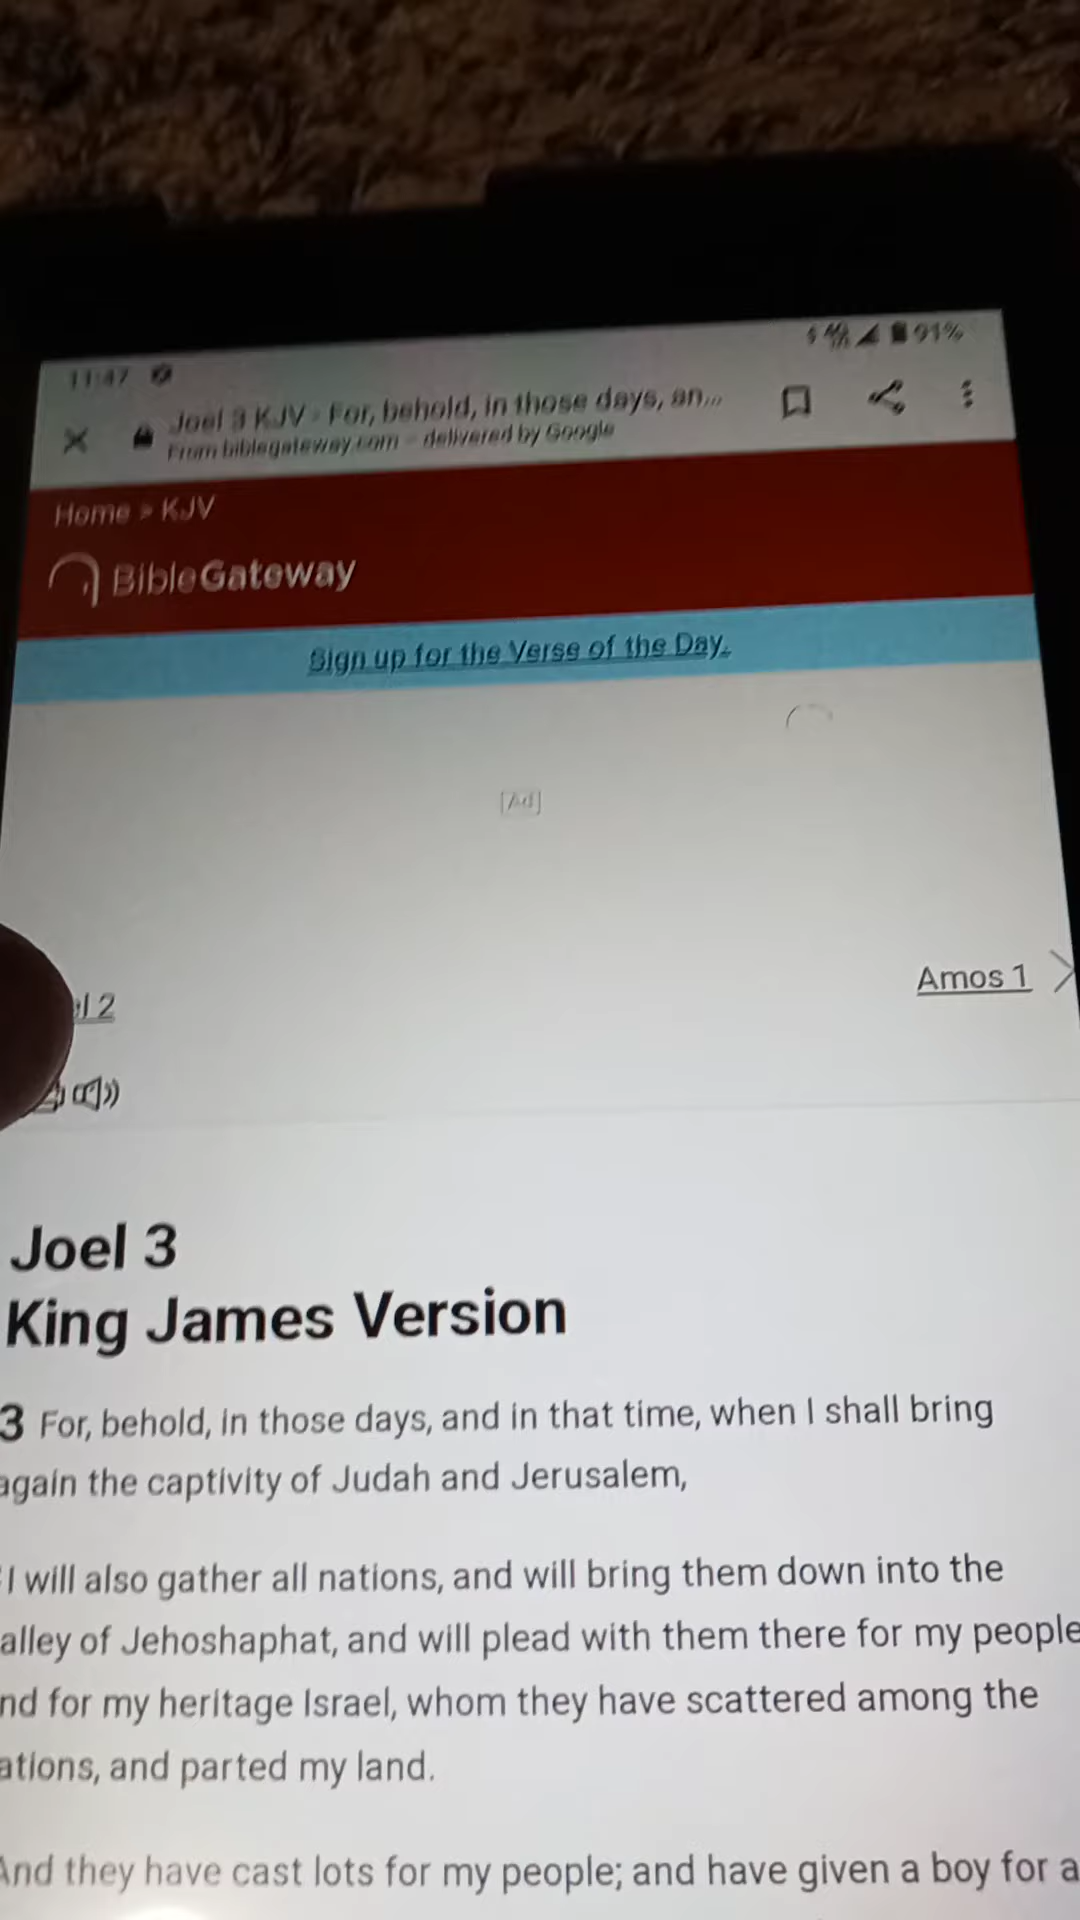 11:47 91%
Joel 3 KJV - For, behold, in those days, an...
From biblegateway.com - delivered by Google
Home > KJV
BibleGateway
Sign up for the Verse of the Day.
[Ad]
el 2
Amos 1
Joel 3
King James Version
3 For, behold, in those days, and in that time, when I shall bring
again the captivity of Judah and Jerusalem,
I will also gather all nations, and will bring them down into the
alley of Jehoshaphat, and will plead with them there for my people
nd for my heritage Israel, whom they have scattered among the
ations, and parted my land.
And they have cast lots for my people; and have given a boy for a